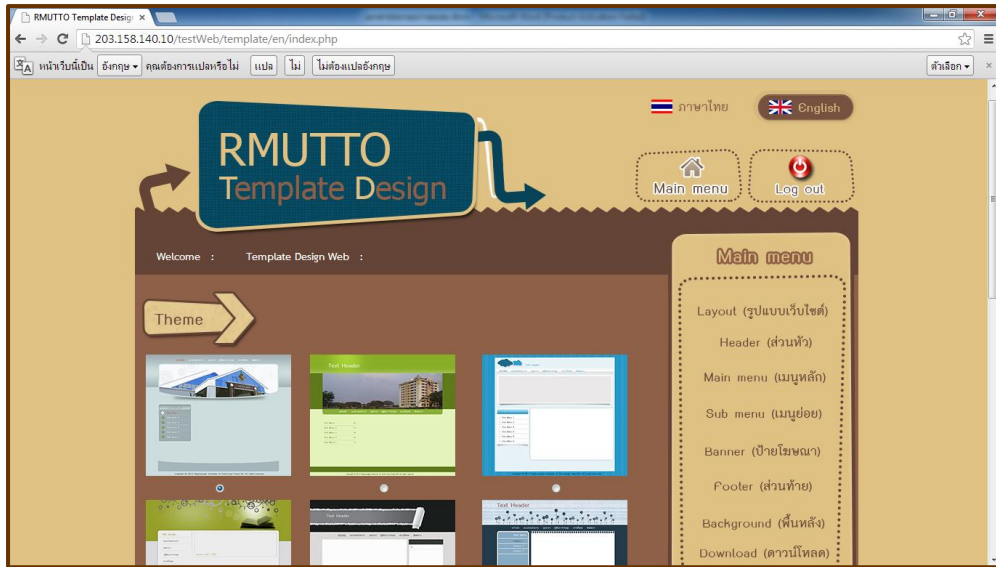 RMUTTO Template Desig
203.158.140.10/testWeb/template/en/index.php
หน้าเว็บนี้เป็น อังกฤษ คุณต้องการแปลหรือไม่ แปล ไม่ ไม่ต้องแปลอังกฤษ ตัวเลือก
ภาษาไทย English
RMUTTO
Template Design
Main menu Log out
Welcome : Template Design Web :
Main menu
Theme
Layout (รูปแบบเว็บไซต์)
Header (ส่วนหัว)
Main menu (เมนูหลัก)
Sub menu (เมนูย่อย)
Banner (ป้ายโฆษณา)
Footer (ส่วนท้าย)
Background (พื้นหลัง)
Download (ดาวน์โหลด)
Text Header
Text Header
Text Header